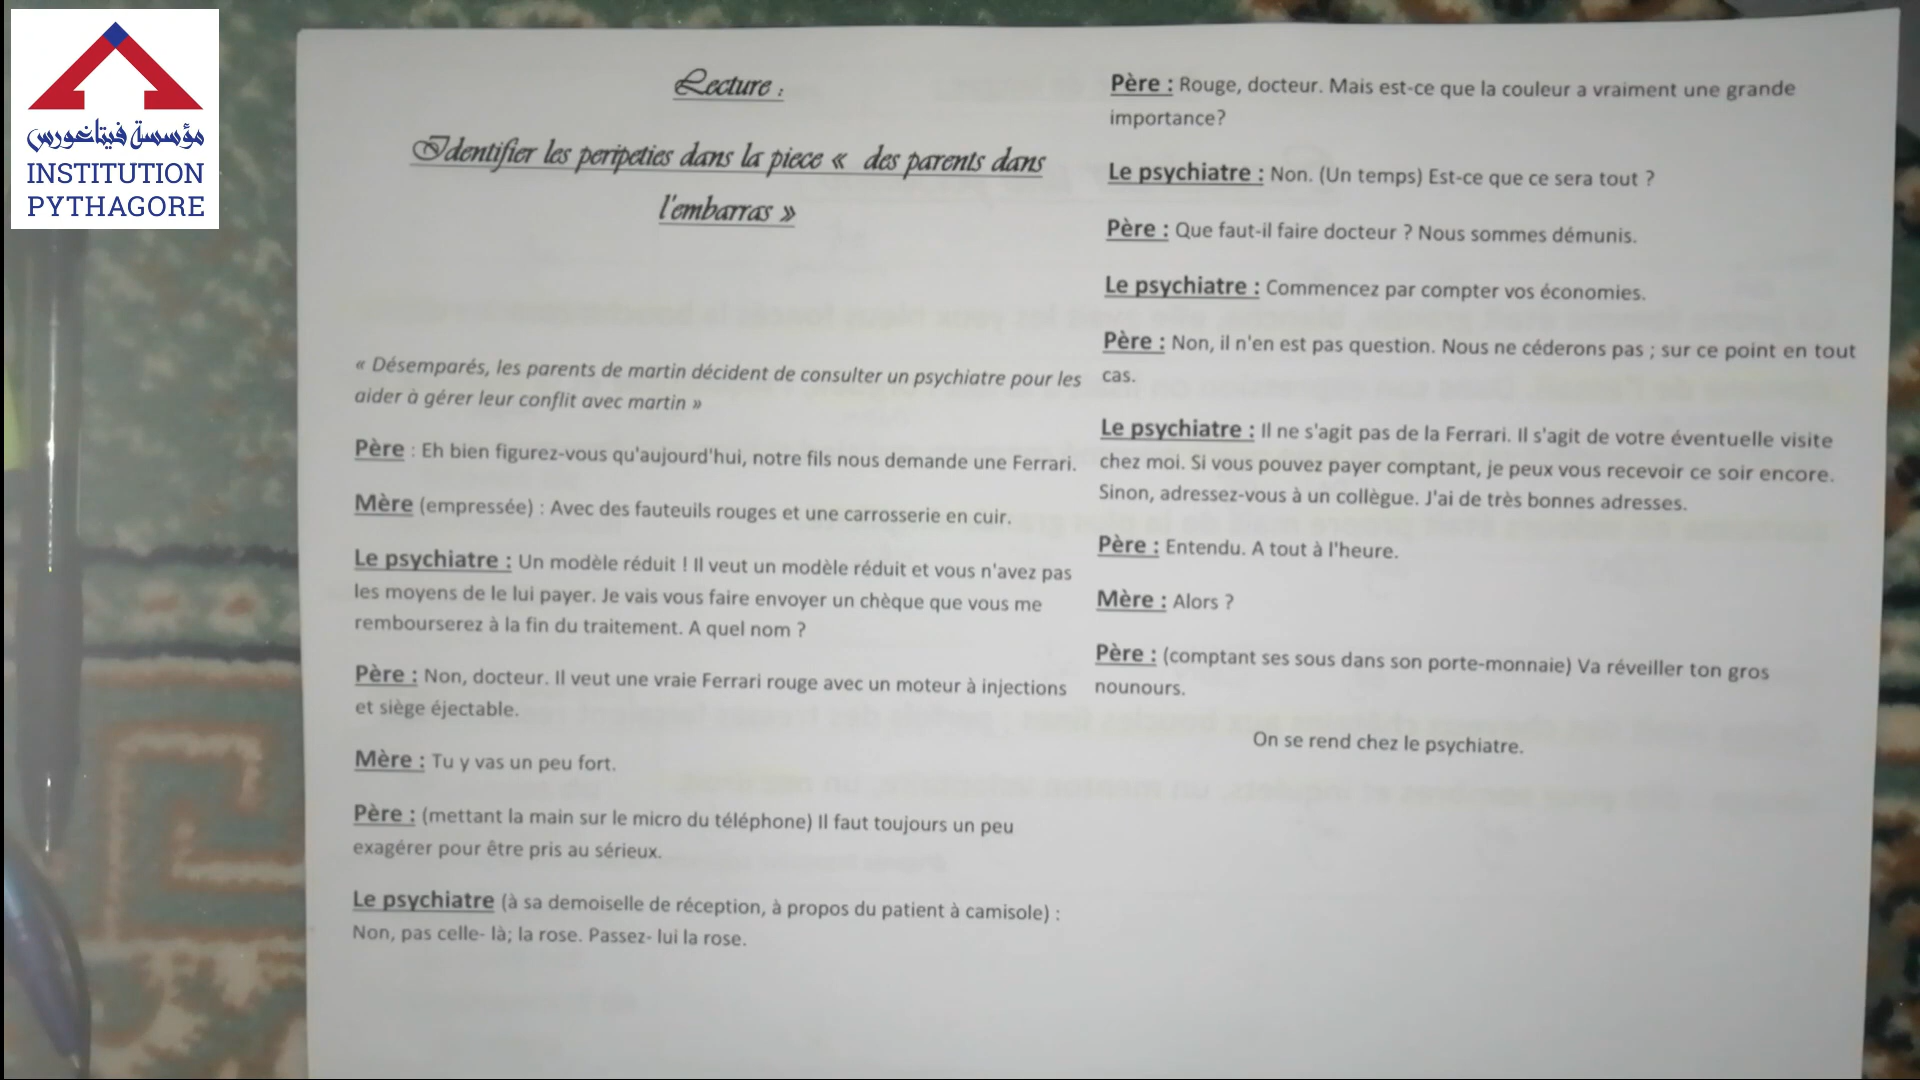 مؤسسة فيتاغورس
INSTITUTION
PYTHAGORE
Lecture :
Identifier les peripeties dans la piece « des parents dans
l'embarras »
« Désemparés, les parents de martin décident de consulter un psychiatre pour les
aider à gérer leur conflit avec martin »
Père : Eh bien figurez-vous qu'aujourd'hui, notre fils nous demande une Ferrari.
Mère (empressée) : Avec des fauteuils rouges et une carrosserie en cuir.
Le psychiatre : Un modèle réduit ! Il veut un modèle réduit et vous n'avez pas
les moyens de le lui payer. Je vais vous faire envoyer un chèque que vous me
rembourserez à la fin du traitement. A quel nom ?
Père : Non, docteur. Il veut une vraie Ferrari rouge avec un moteur à injections
et siège éjectable.
Mère : Tu y vas un peu fort.
Père : (mettant la main sur le micro du téléphone) Il faut toujours un peu
exagérer pour être pris au sérieux.
Le psychiatre (à sa demoiselle de réception, à propos du patient à camisole) :
Non, pas celle- là; la rose. Passez- lui la rose.
Père : Rouge, docteur. Mais est-ce que la couleur a vraiment une grande
importance?
Le psychiatre : Non. (Un temps) Est-ce que ce sera tout ?
Père : Que faut-il faire docteur ? Nous sommes démunis.
Le psychiatre : Commencez par compter vos économies.
Père : Non, il n'en est pas question. Nous ne céderons pas ; sur ce point en tout
cas.
Le psychiatre : Il ne s'agit pas de la Ferrari. Il s'agit de votre éventuelle visite
chez moi. Si vous pouvez payer comptant, je peux vous recevoir ce soir encore.
Sinon, adressez-vous à un collègue. J'ai de très bonnes adresses.
Père : Entendu. A tout à l'heure.
Mère : Alors ?
Père : (comptant ses sous dans son porte-monnaie) Va réveiller ton gros
nounours.
On se rend chez le psychiatre.